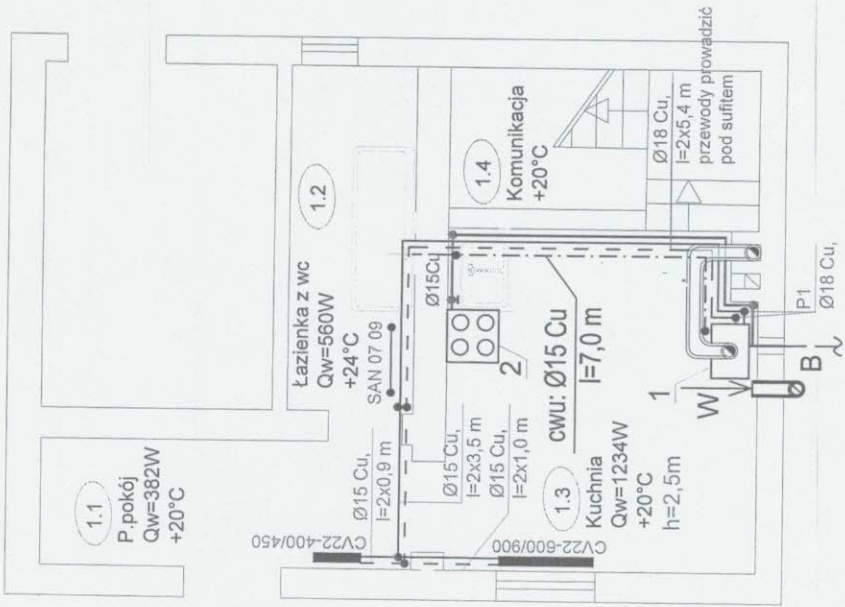 1.1
P.pokój
Qw=382W
+20°C
1.2
Łazienka z wc
Qw=560W
+24°C
SAN 07 09
1.4
Komunikacja
+20°C
Ø18 Cu,
l=2x5,4 m
przewody prowadzić
pod sufitem
Ø15Cu
Ø15 Cu,
l=2x0,9 m
Ø15 Cu,
l=2x3,5 m
Ø15 Cu,
l=2x1,0 m
CV22-400/450
CV22-600/900
2
cwu: Ø15 Cu
l=7,0 m
1.3
Kuchnia
Qw=1234W
+20°C
h=2,5m
1
W
B
P1
Ø18 Cu,